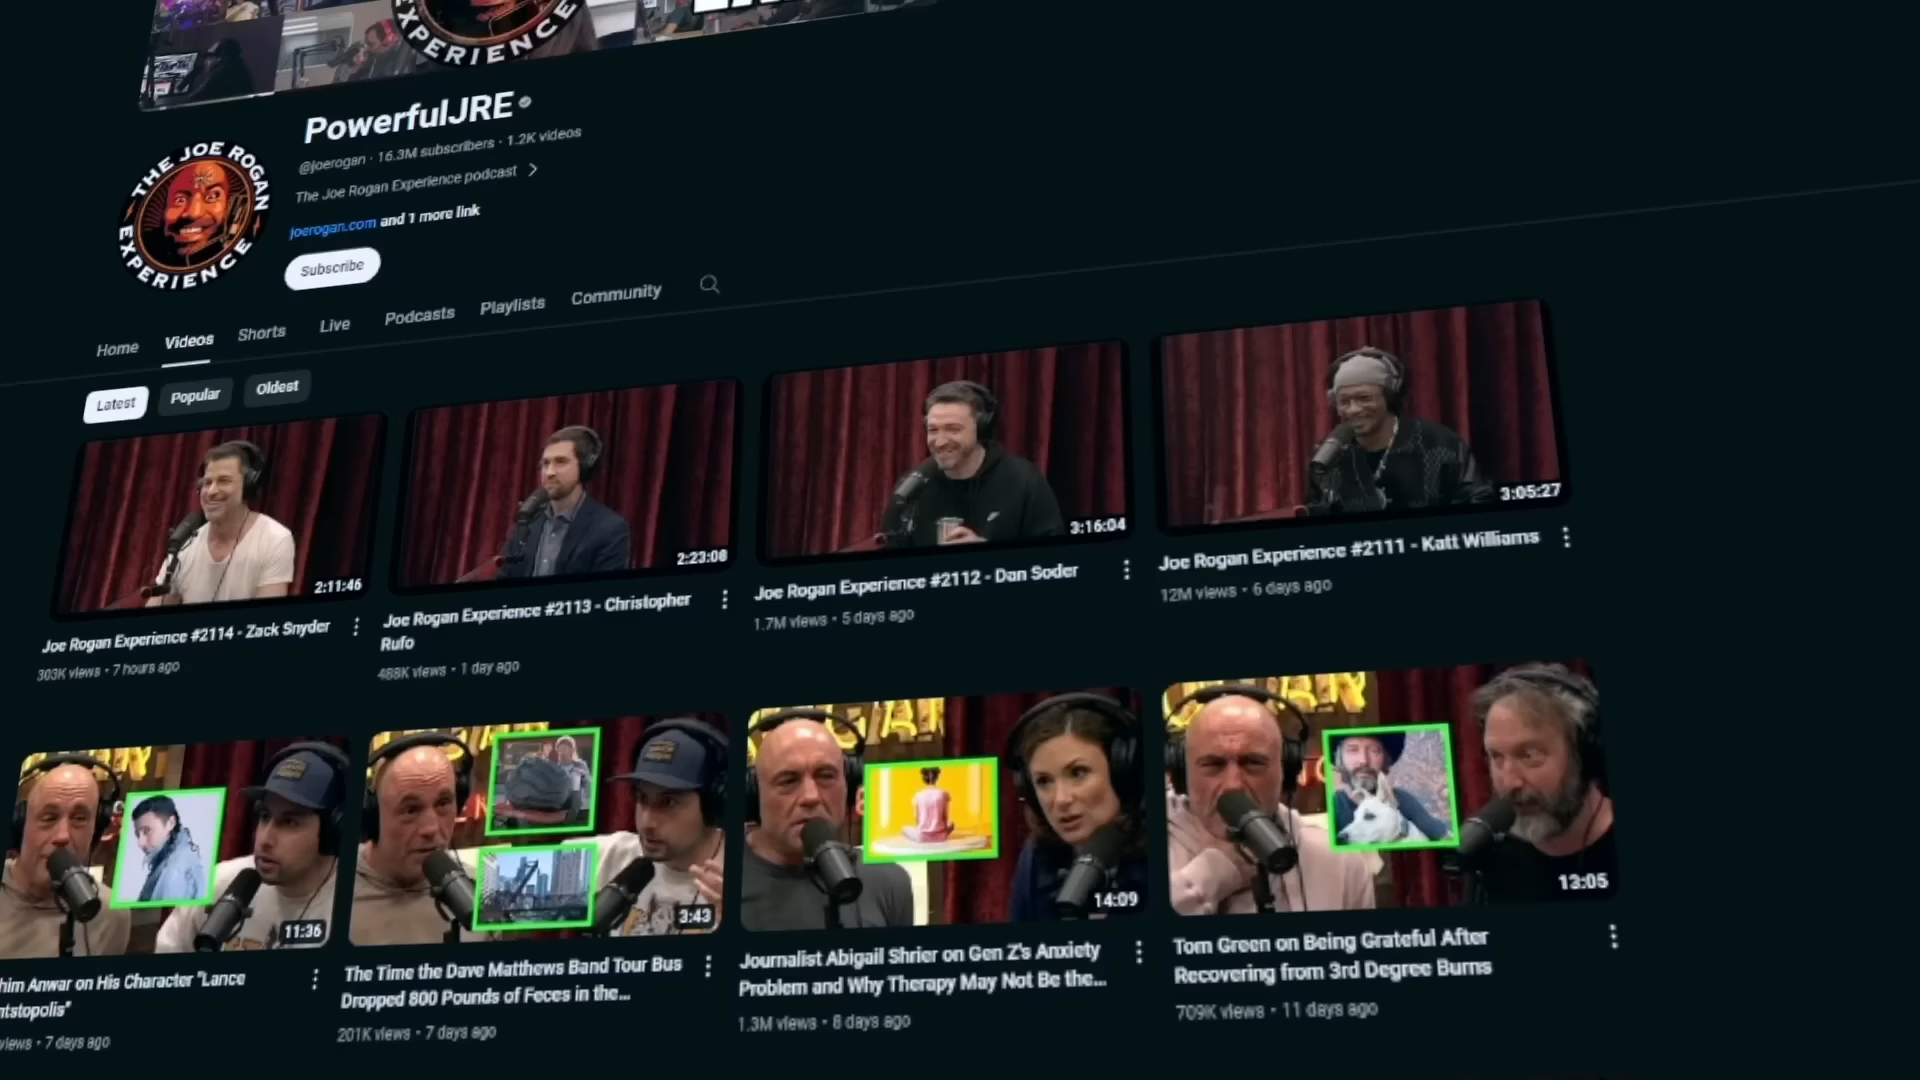 EXPERIENCE
PowerfulJRE
@joerogan · 16.3M subscribers · 1.2K videos
The Joe Rogan Experience podcast
joerogan.com and 1 more link
Subscribe
THE JOE ROGAN EXPERIENCE
Home Videos Shorts Live Podcasts Playlists Community
Latest Popular Oldest
2:11:46
2:23:08
3:16:04
3:05:27
Joe Rogan Experience #2114 - Zack Snyder
303K views • 7 hours ago
Joe Rogan Experience #2113 - Christopher
Rufo
488K views • 1 day ago
Joe Rogan Experience #2112 - Dan Soder
1.7M views • 5 days ago
Joe Rogan Experience #2111 - Katt Williams
12M views • 6 days ago
11:36
3:43
14:09
13:05
him Anwar on His Character "Lance
ntstopolis"
views • 7 days ago
The Time the Dave Matthews Band Tour Bus
Dropped 800 Pounds of Feces in the...
201K views • 7 days ago
Journalist Abigail Shrier on Gen Z's Anxiety
Problem and Why Therapy May Not Be the...
1.3M views • 8 days ago
Tom Green on Being Grateful After
Recovering from 3rd Degree Burns
709K views • 11 days ago